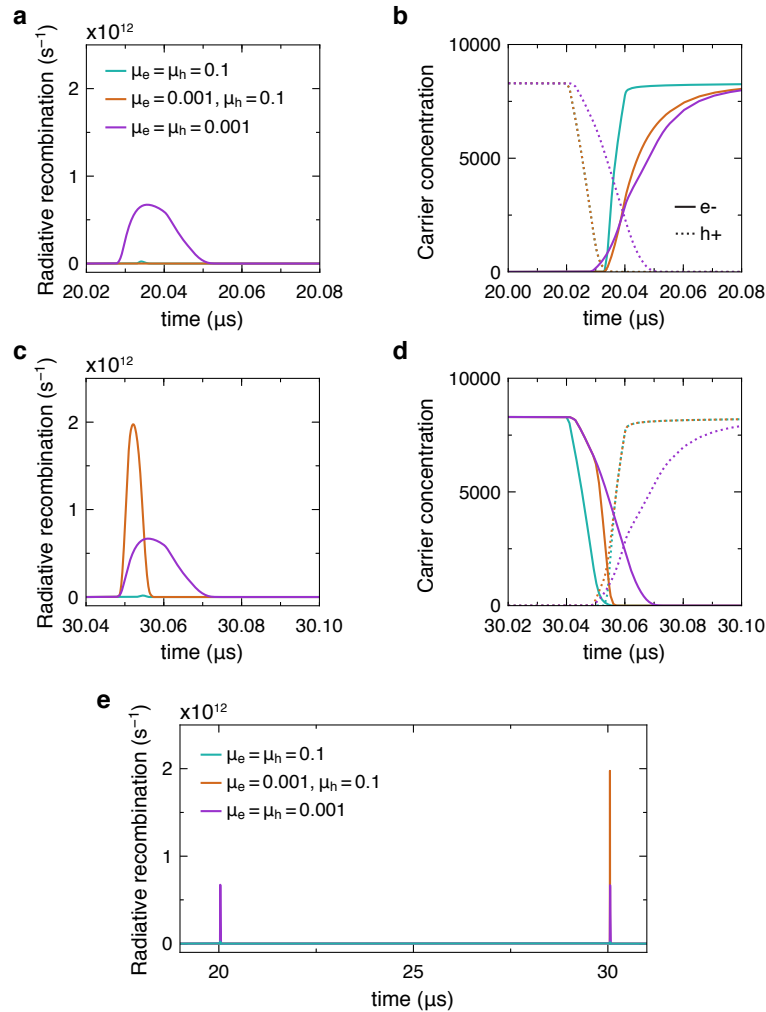 a
x10¹²
Radiative recombination (s⁻¹)
2
1
0
μe = μh = 0.1
μe = 0.001, μh = 0.1
μe = μh = 0.001
20.02 20.04 20.06 20.08
time (μs)
b
Carrier concentration
10000
5000
0
e-
h+
20.00 20.02 20.04 20.06 20.08
time (μs)
c
x10¹²
Radiative recombination (s⁻¹)
2
1
0
30.04 30.06 30.08 30.10
time (μs)
d
Carrier concentration
10000
5000
0
30.02 30.04 30.06 30.08 30.10
time (μs)
e
x10¹²
Radiative recombination (s⁻¹)
2
1
0
μe = μh = 0.1
μe = 0.001, μh = 0.1
μe = μh = 0.001
20 25 30
time (μs)